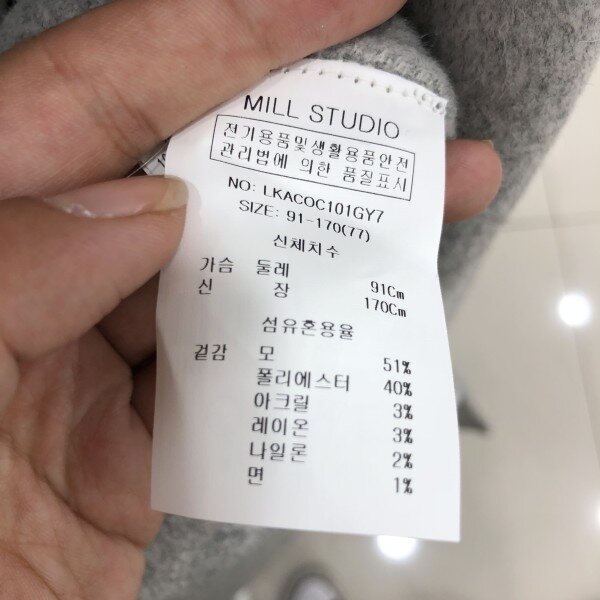 MILL STUDIO
전기용품및생활용품안전
관리법에 의한 품질표시
NO: LKACOC101GY7
SIZE: 91-170(77)
신체치수
가슴 둘레 91Cm
신 장 170Cm
섬유혼용율
겉감 모 51%
폴리에스터 40%
아크릴 3%
레이온 3%
나일론 2%
면 1%